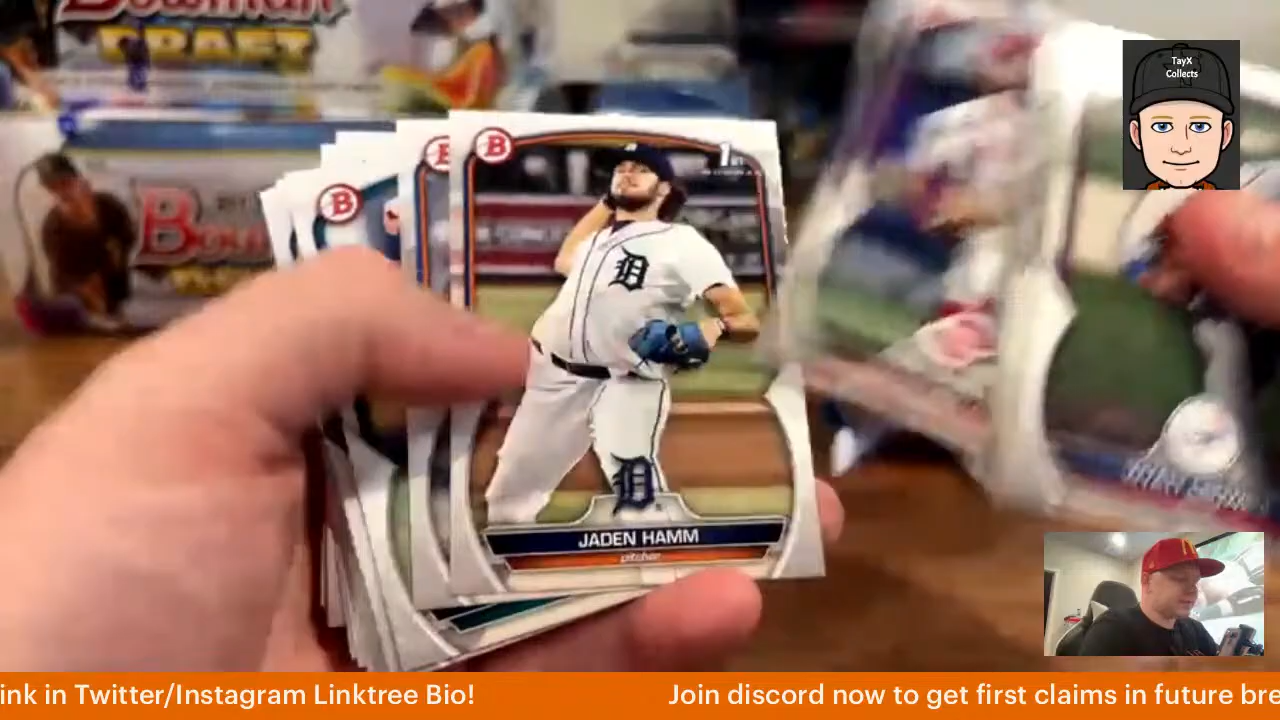 Bowman
DRAFT
TayX
Collects
B
B
B
1st
D
D
JADEN HAMM
pitcher
ink in Twitter/Instagram Linktree Bio!
Join discord now to get first claims in future bre